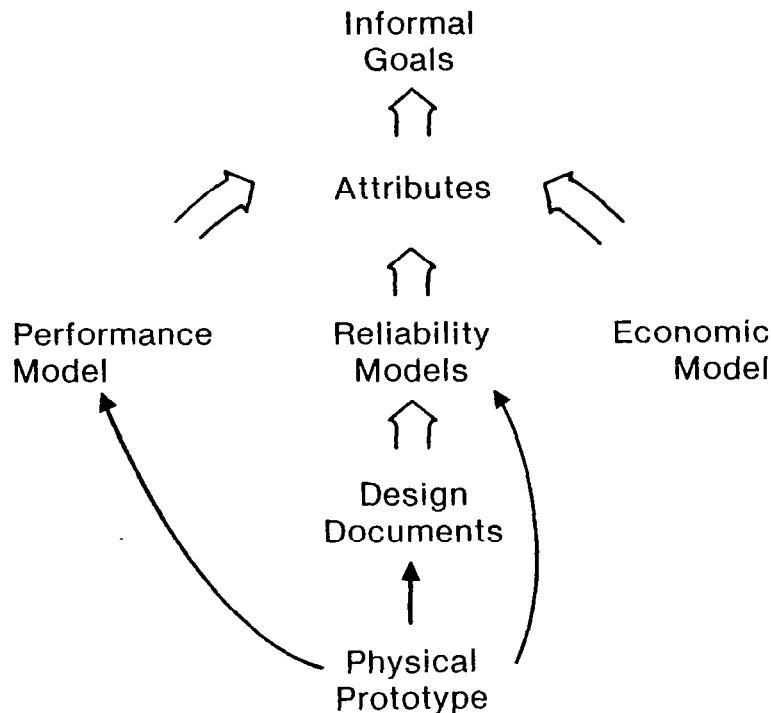 Informal
Goals
Attributes
Performance
Model
Reliability
Models
Economic
Model
Design
Documents
Physical
Prototype